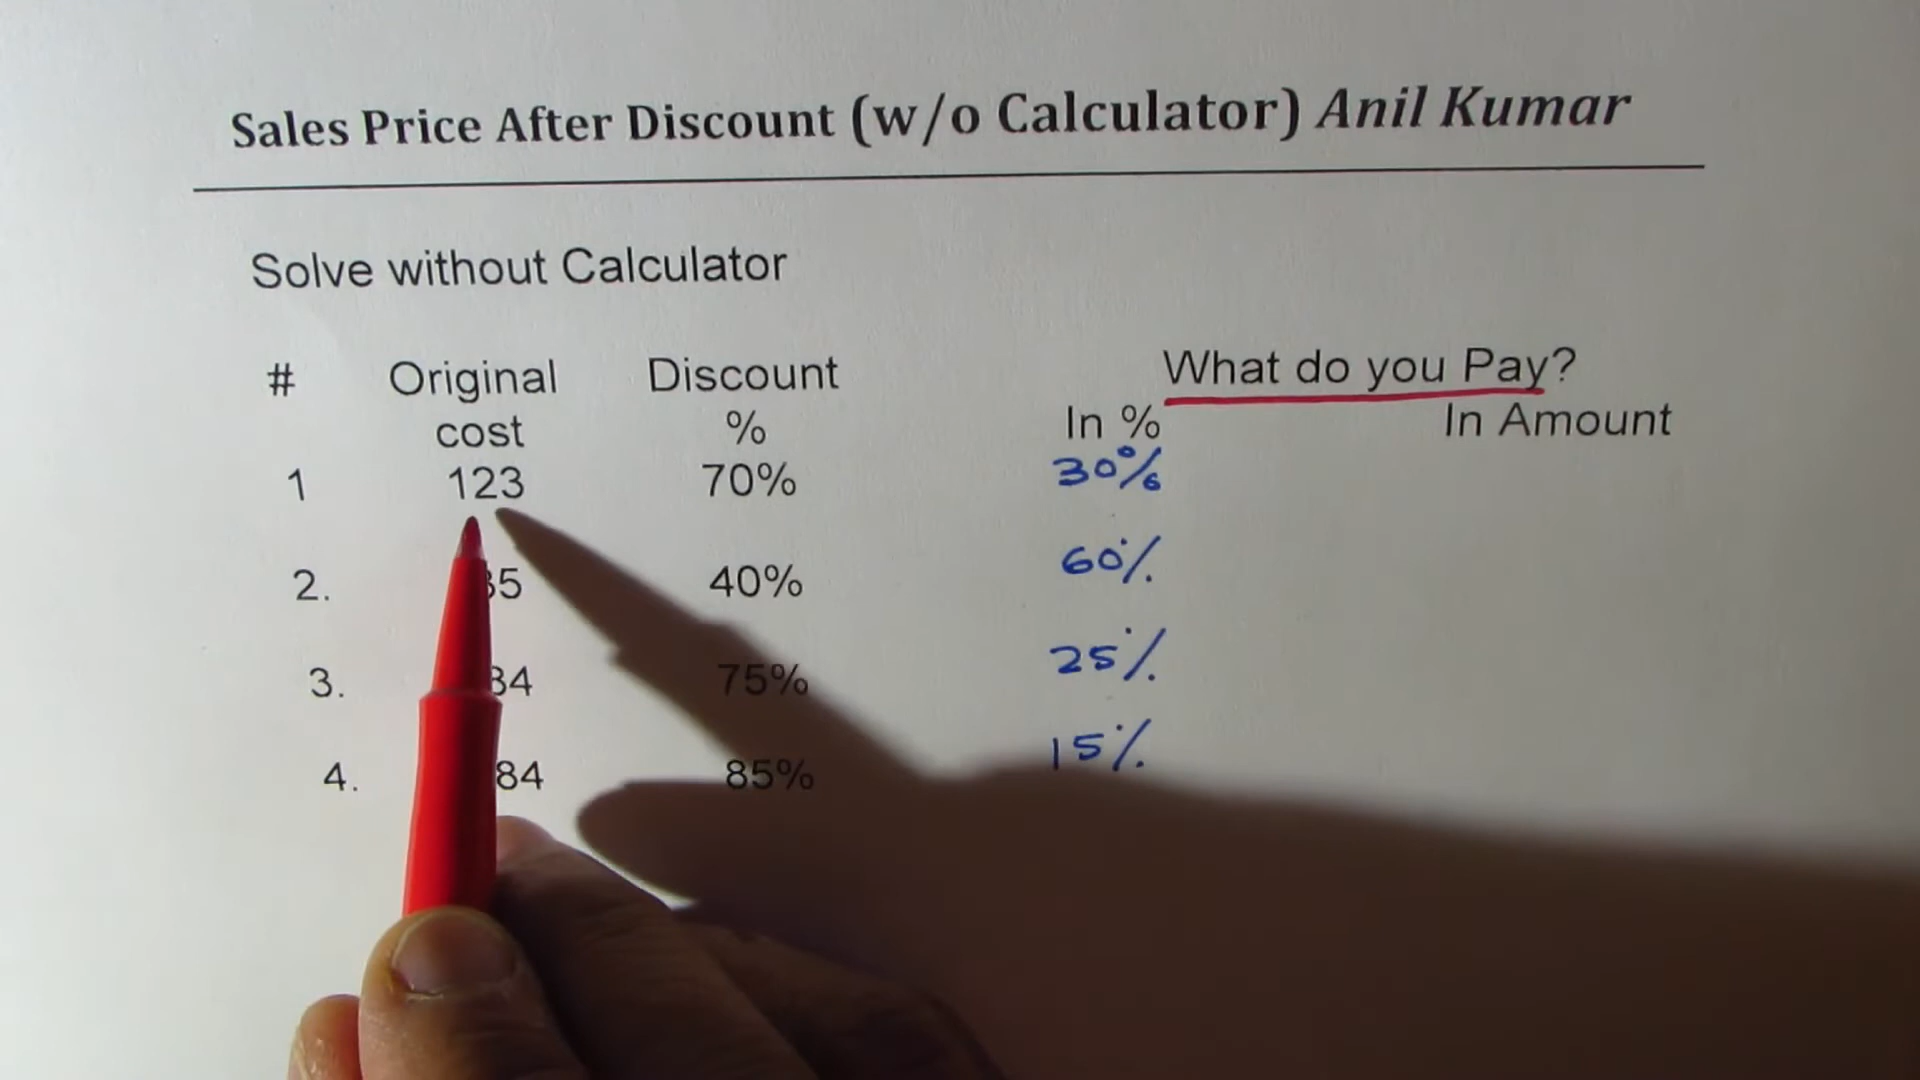 Sales Price After Discount (w/o Calculator) Anil Kumar
Solve without Calculator
# Original Discount What do you Pay?
cost % In % In Amount
1 123 70% 30%
2. 40% 60%
3. 75% 25%
4. 85% 15%